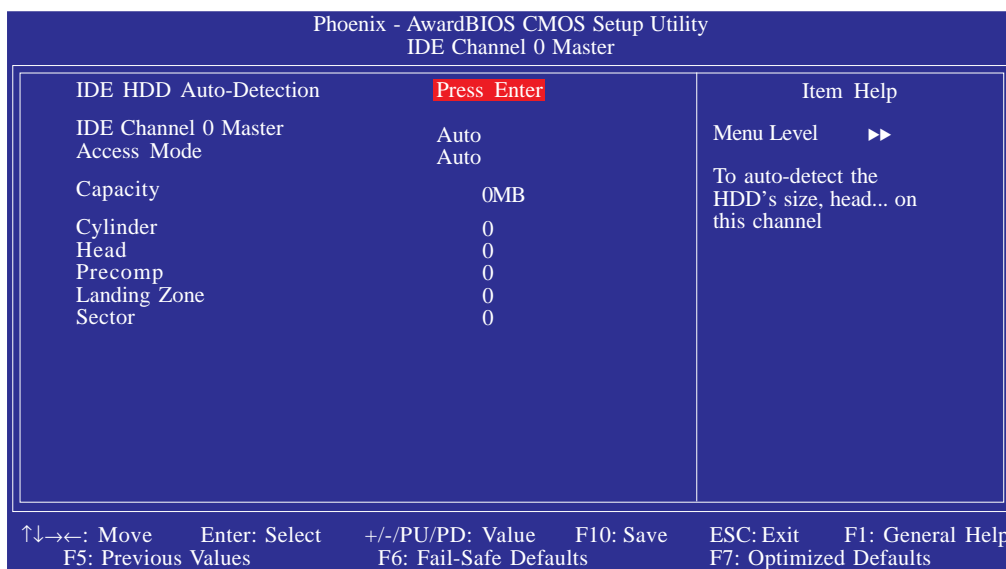 Phoenix - AwardBIOS CMOS Setup Utility
IDE Channel 0 Master
IDE HDD Auto-Detection Press Enter
IDE Channel 0 Master Auto
Access Mode Auto
Capacity 0MB
Cylinder 0
Head 0
Precomp 0
Landing Zone 0
Sector 0
Item Help
Menu Level ▶▶
To auto-detect the
HDD's size, head... on
this channel
↑↓→←: Move Enter: Select +/-/PU/PD: Value F10: Save ESC: Exit F1: General Help
F5: Previous Values F6: Fail-Safe Defaults F7: Optimized Defaults